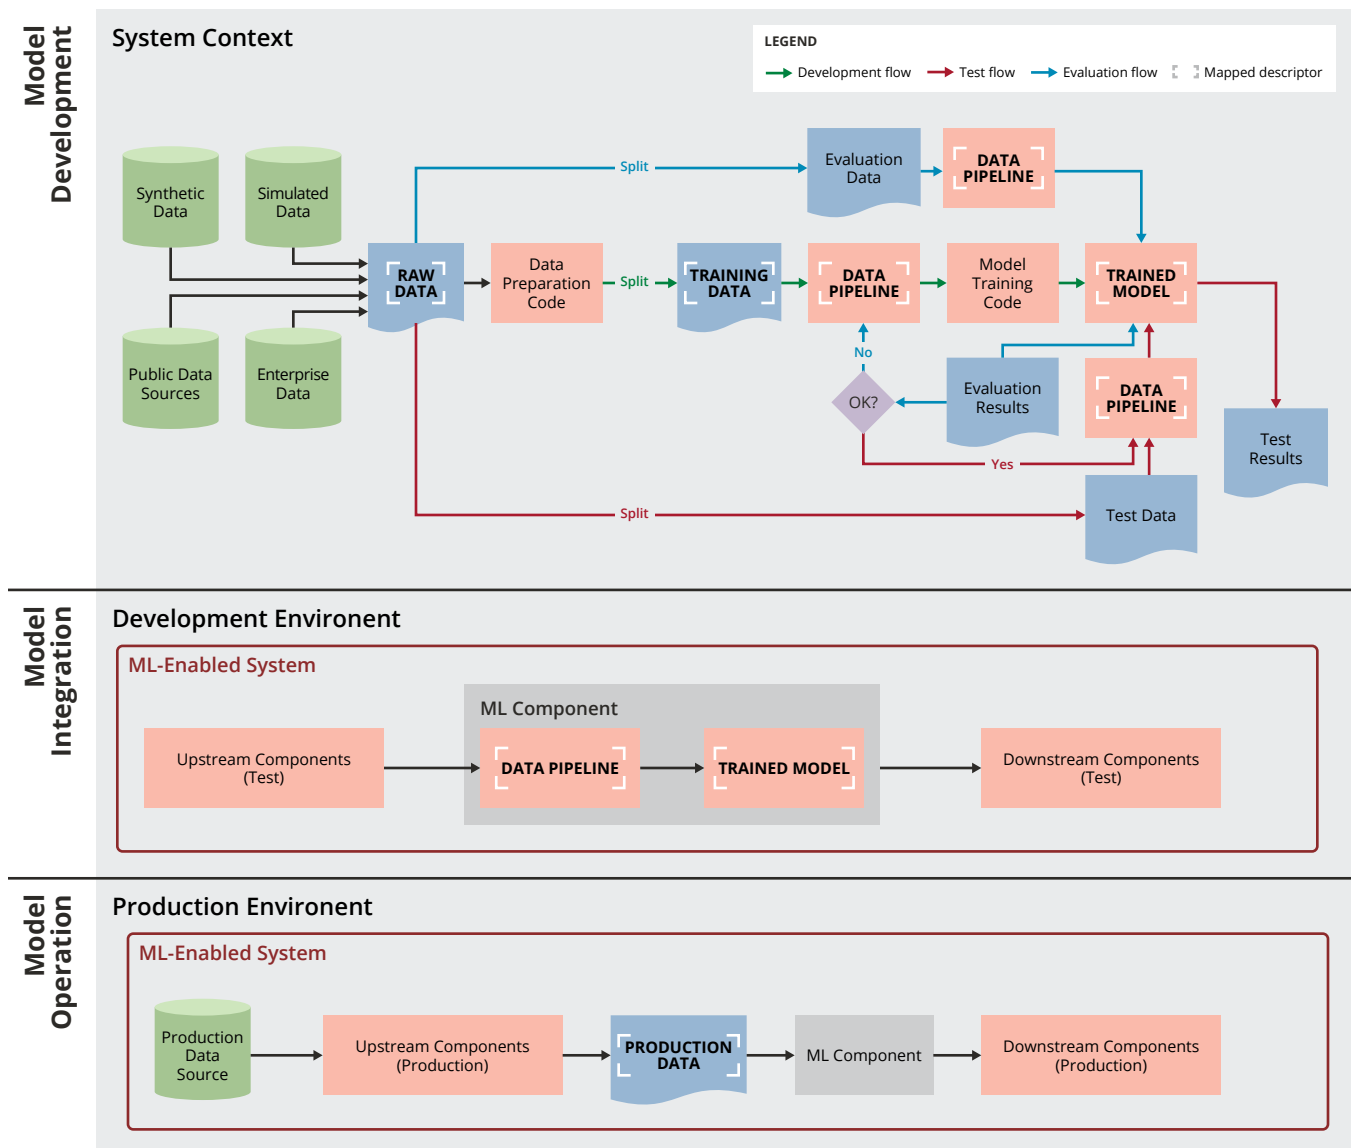 Model
Development
System Context
LEGEND
Development flow
Test flow
Evaluation flow
Mapped descriptor
Synthetic
Data
Simulated
Data
Public Data
Sources
Enterprise
Data
RAW
DATA
Split
Evaluation
Data
DATA
PIPELINE
Data
Preparation
Code
Split
TRAINING
DATA
DATA
PIPELINE
Model
Training
Code
TRAINED
MODEL
No
OK?
Evaluation
Results
DATA
PIPELINE
Yes
Test
Results
Split
Test Data
Model
Integration
Development Environent
ML-Enabled System
ML Component
Upstream Components
(Test)
DATA PIPELINE
TRAINED MODEL
Downstream Components
(Test)
Model
Operation
Production Environent
ML-Enabled System
Production
Data
Source
Upstream Components
(Production)
PRODUCTION
DATA
ML Component
Downstream Components
(Production)